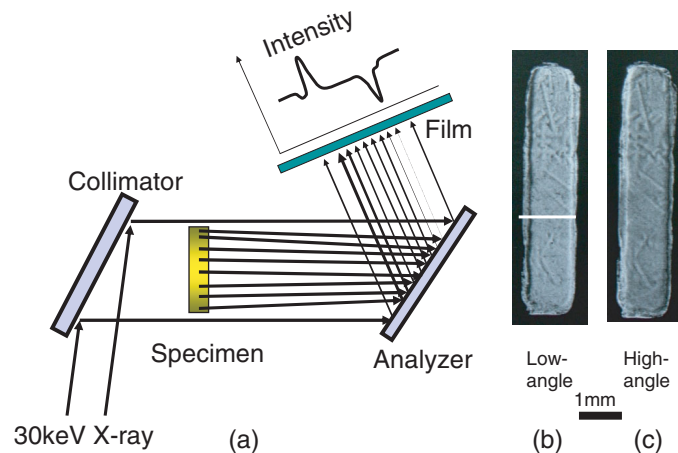 Intensity
Film
Collimator
Specimen
Analyzer
30keV X-ray
(a)
Low-
angle
High-
angle
1mm
(b)
(c)